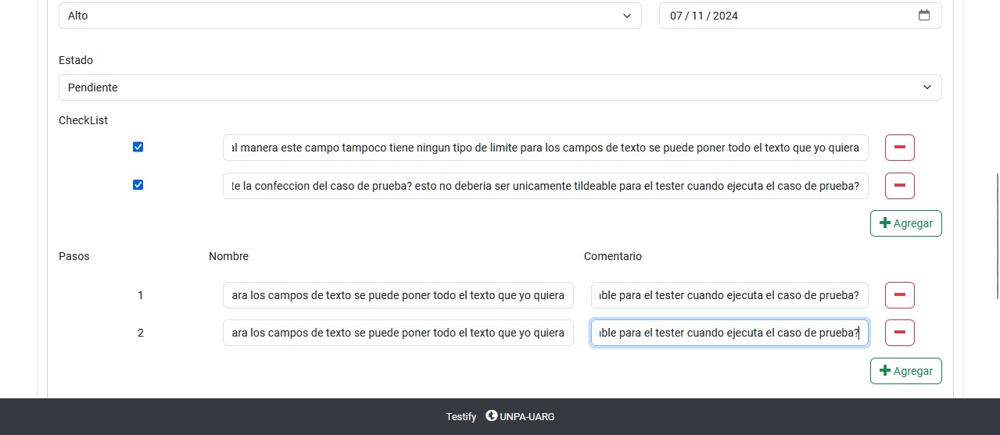 Alto
07 / 11 / 2024
Estado
Pendiente
CheckList
al manera este campo tampoco tiene ningun tipo de limite para los campos de texto se puede poner todo el texto que yo quiera
te la confeccion del caso de prueba? esto no deberia ser unicamente tildeable para el tester cuando ejecuta el caso de prueba?
Agregar
Pasos Nombre Comentario
1 ara los campos de texto se puede poner todo el texto que yo quiera able para el tester cuando ejecuta el caso de prueba?
2 ara los campos de texto se puede poner todo el texto que yo quiera able para el tester cuando ejecuta el caso de prueba?
Agregar
Testify UNPA-UARG